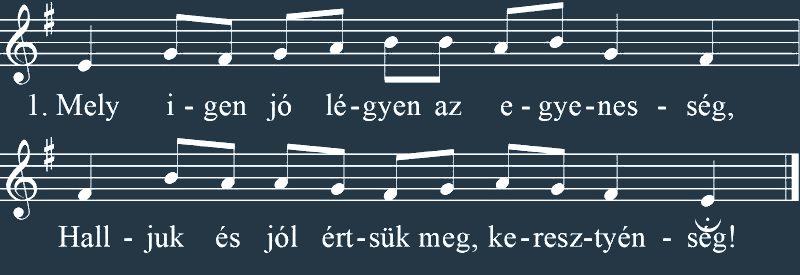 1. Mely i - gen jó lé-gyen az e - gye-nes - ség,
Hall - juk és jól ért-sük meg, ke-resz-tyén - ség!